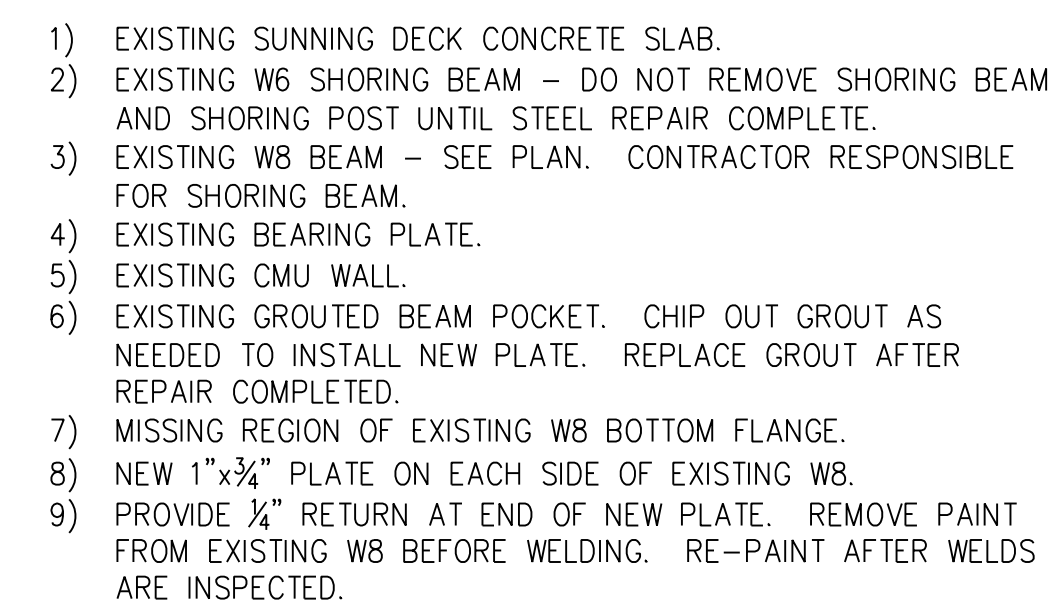 1) EXISTING SUNNING DECK CONCRETE SLAB.
2) EXISTING W6 SHORING BEAM – DO NOT REMOVE SHORING BEAM
AND SHORING POST UNTIL STEEL REPAIR COMPLETE.
3) EXISTING W8 BEAM – SEE PLAN. CONTRACTOR RESPONSIBLE
FOR SHORING BEAM.
4) EXISTING BEARING PLATE.
5) EXISTING CMU WALL.
6) EXISTING GROUTED BEAM POCKET. CHIP OUT GROUT AS
NEEDED TO INSTALL NEW PLATE. REPLACE GROUT AFTER
REPAIR COMPLETED.
7) MISSING REGION OF EXISTING W8 BOTTOM FLANGE.
8) NEW 1”x¾” PLATE ON EACH SIDE OF EXISTING W8.
9) PROVIDE ¼” RETURN AT END OF NEW PLATE. REMOVE PAINT
FROM EXISTING W8 BEFORE WELDING. RE–PAINT AFTER WELDS
ARE INSPECTED.